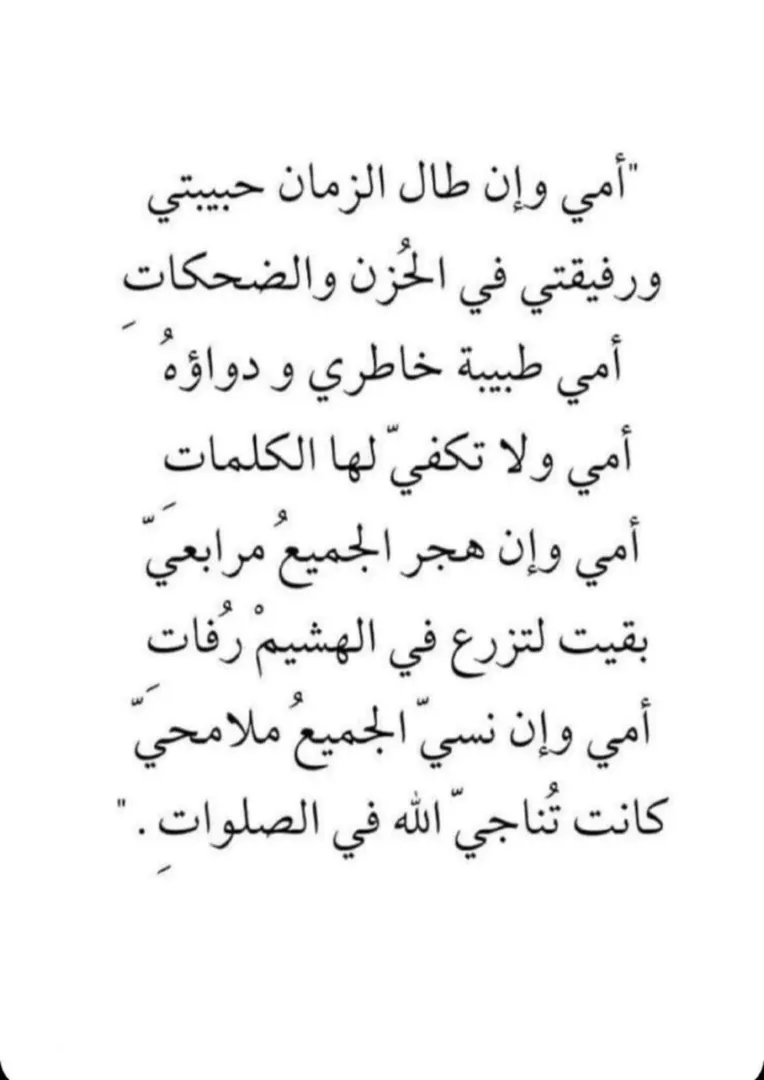 "أمي وإن طال الزمان حبيبتي
ورفيقتي في الحُزن والضحكاتِ
أمي طبيبة خاطري و دواؤهُ
أمي ولا تكفيّ لها الكلمات
أمي وإن هجر الجميعُ مرابعيَّ
بقيت لتزرع في الهشيمْ رُفات
أمي وإن نسيّ الجميعُ ملامحيَّ
كانت تُناجيّ الله في الصلواتِ . "